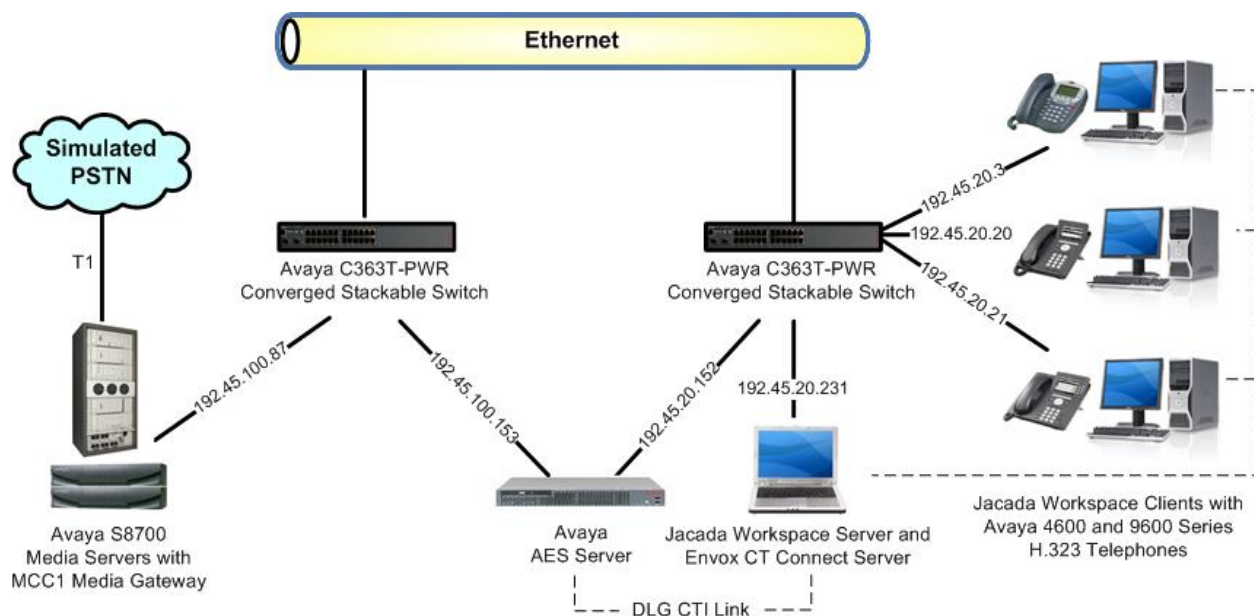 Ethernet
Simulated
PSTN
T1
Avaya C363T-PWR
Converged Stackable Switch
Avaya C363T-PWR
Converged Stackable Switch
192.45.20.3
192.45.20.20
192.45.20.21
192.45.100.87
192.45.100.153
192.45.20.152
192.45.20.231
Avaya S8700
Media Servers with
MCC1 Media Gateway
Avaya
AES Server
Jacada Workspace Server and
Envox CT Connect Server
Jacada Workspace Clients with
Avaya 4600 and 9600 Series
H.323 Telephones
DLG CTI Link